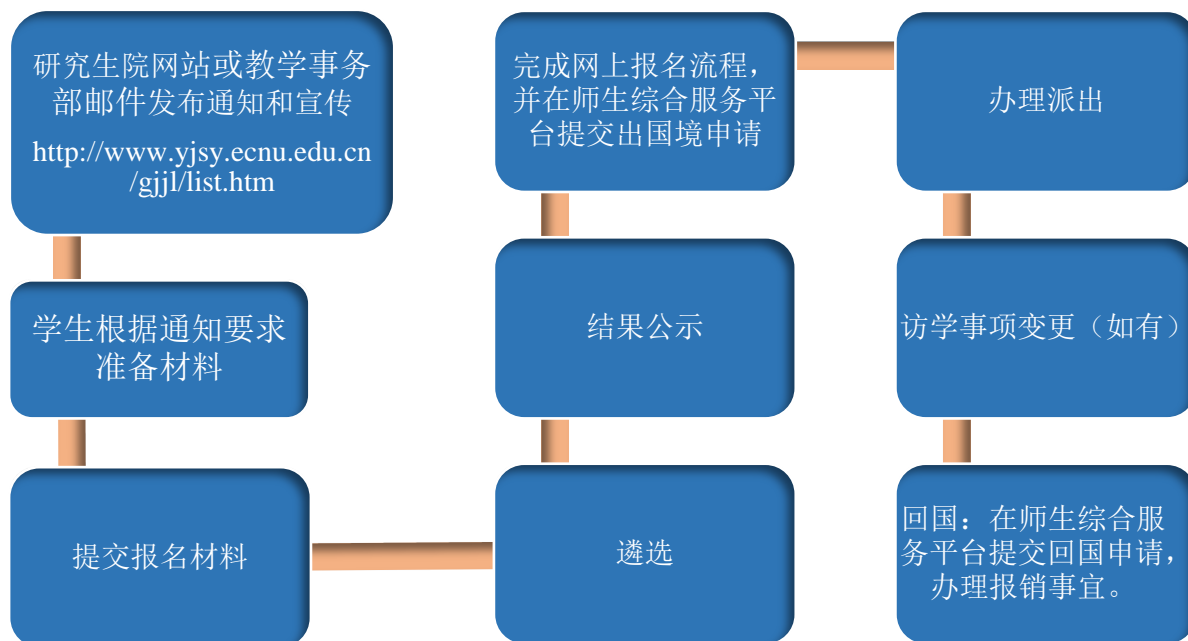 研究生院网站或教学事务
部邮件发布通知和宣传
http://www.yjsy.ecnu.edu.cn
/gjjl/list.htm
学生根据通知要求
准备材料
提交报名材料
遴选
结果公示
完成网上报名流程，
并在师生综合服务平
台提交出国境申请
办理派出
访学事项变更（如有）
回国：在师生综合服
务平台提交回国申请，
办理报销事宜。